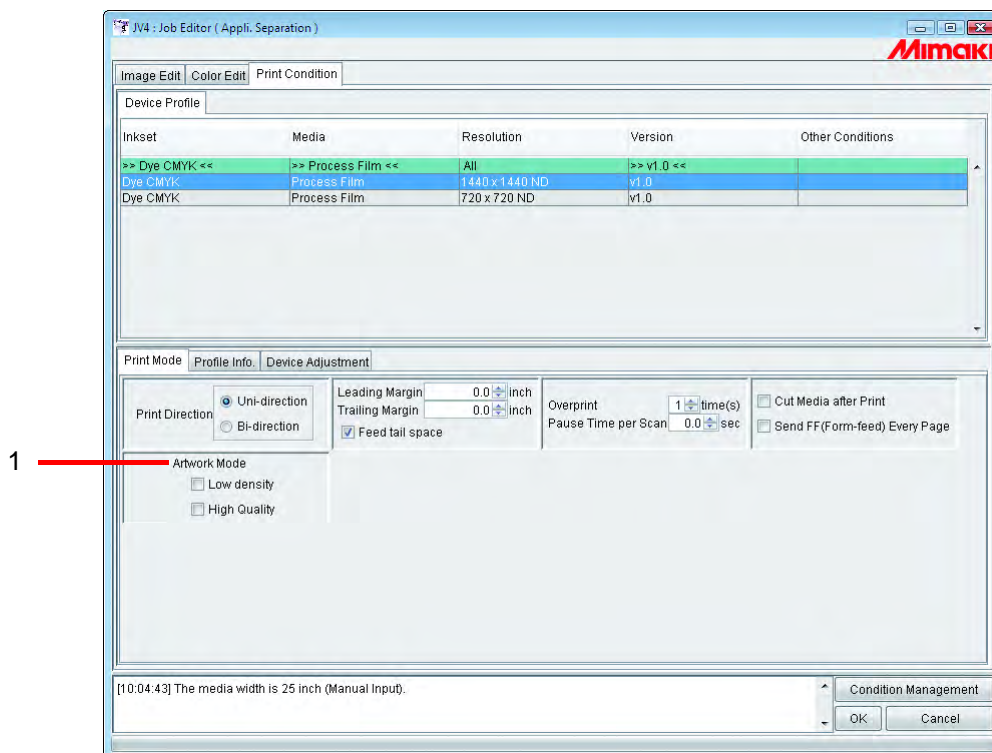 JV4 : Job Editor ( Appli. Separation )
Mimaki
Image Edit Color Edit Print Condition
Device Profile
Inkset Media Resolution Version Other Conditions
>> Dye CMYK << >> Process Film << All >> v1.0 <<
Dye CMYK Process Film 1440 x 1440 ND v1.0
Dye CMYK Process Film 720 x 720 ND v1.0
Print Mode Profile Info. Device Adjustment
Print Direction
Uni-direction
Bi-direction
Leading Margin 0.0 inch
Trailing Margin 0.0 inch
Feed tail space
Overprint 1 time(s)
Pause Time per Scan 0.0 sec
Cut Media after Print
Send FF(Form-feed) Every Page
1
Artwork Mode
Low density
High Quality
[10:04:43] The media width is 25 inch (Manual Input).
Condition Management
OK Cancel